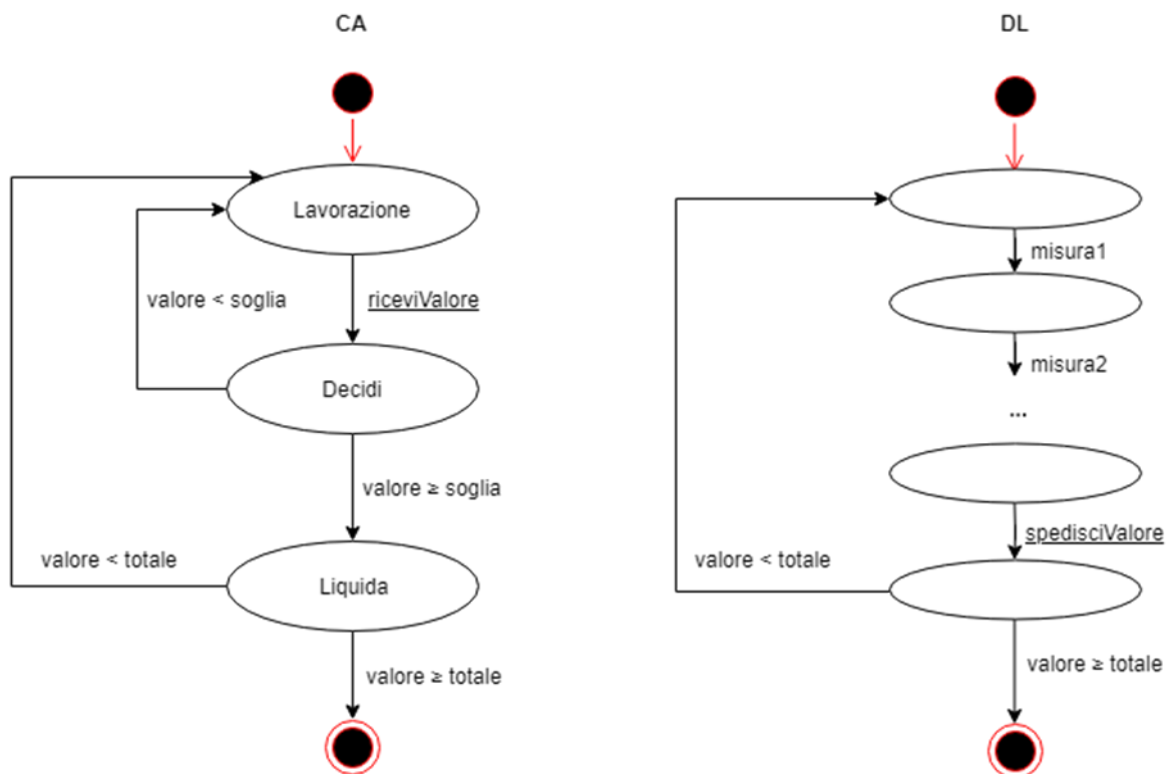 CA
Lavorazione
valore < soglia
riceviValore
Decidi
valore ≥ soglia
valore < totale
Liquida
valore ≥ totale
DL
misura1
misura2
...
spedisciValore
valore < totale
valore ≥ totale